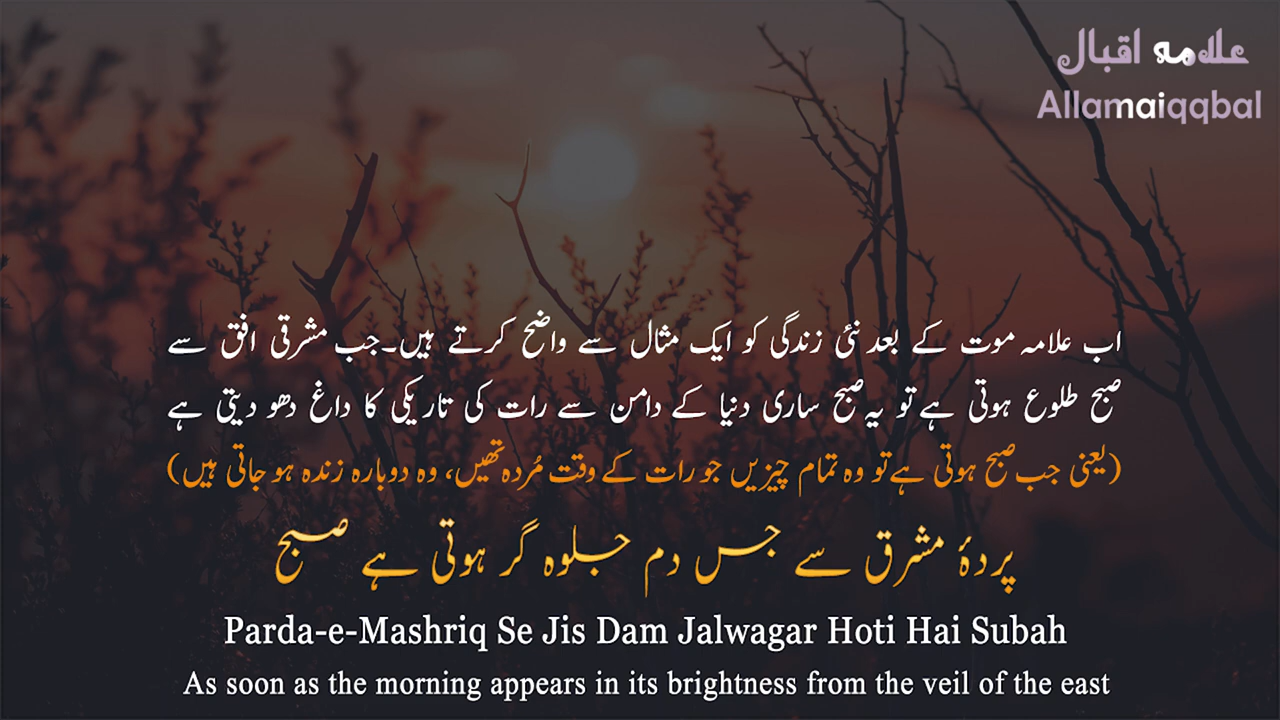 علامہ اقبال
Allamaiqqbal
اب علامہ موت کے بعد نئی زندگی کو ایک مثال سے واضح کرتے ہیں۔جب مشرقی افق سے
صبح طلوع ہوتی ہے تو یہ صبح ساری دنیا کے دامن سے رات کی تاریکی کا داغ دھو دیتی ہے
(یعنی جب صبح ہوتی ہے تو وہ تمام چیزیں جو رات کے وقت مُردہ تھیں، وہ دوبارہ زندہ ہو جاتی ہیں)
پردۂ مشرق سے جس دم جلوہ گر ہوتی ہے صبح
Parda-e-Mashriq Se Jis Dam Jalwagar Hoti Hai Subah
As soon as the morning appears in its brightness from the veil of the east